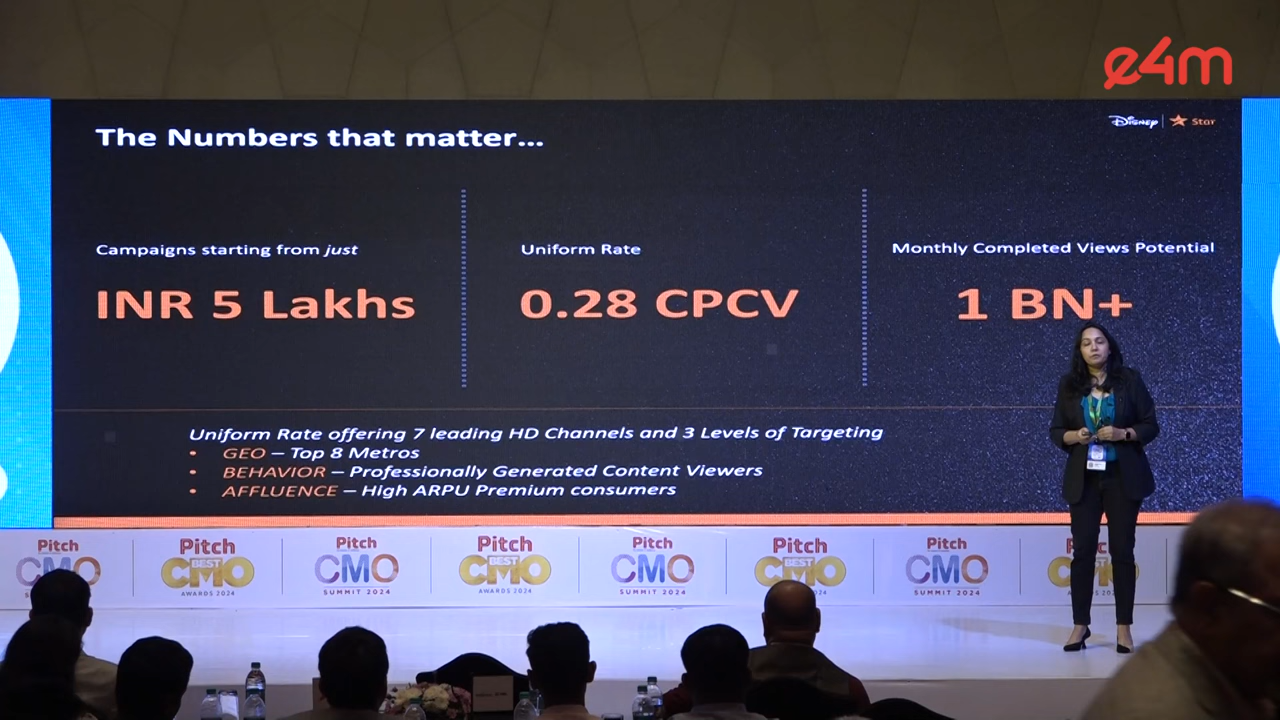 e4m
The Numbers that matter...
Disney | Star
Campaigns starting from just
INR 5 Lakhs
Uniform Rate
0.28 CPCV
Monthly Completed Views Potential
1 BN+
Uniform Rate offering 7 leading HD Channels and 3 Levels of Targeting
• GEO – Top 8 Metros
• BEHAVIOR – Professionally Generated Content Viewers
• AFFLUENCE – High ARPU Premium consumers
Pitch
CMO
Pitch
BEST
CMO
AWARDS 2024
Pitch
CMO
SUMMIT 2024
Pitch
BEST
CMO
AWARDS 2024
Pitch
CMO
SUMMIT 2024
Pitch
BEST
CMO
Pitch
CMO
SUMMIT 2024